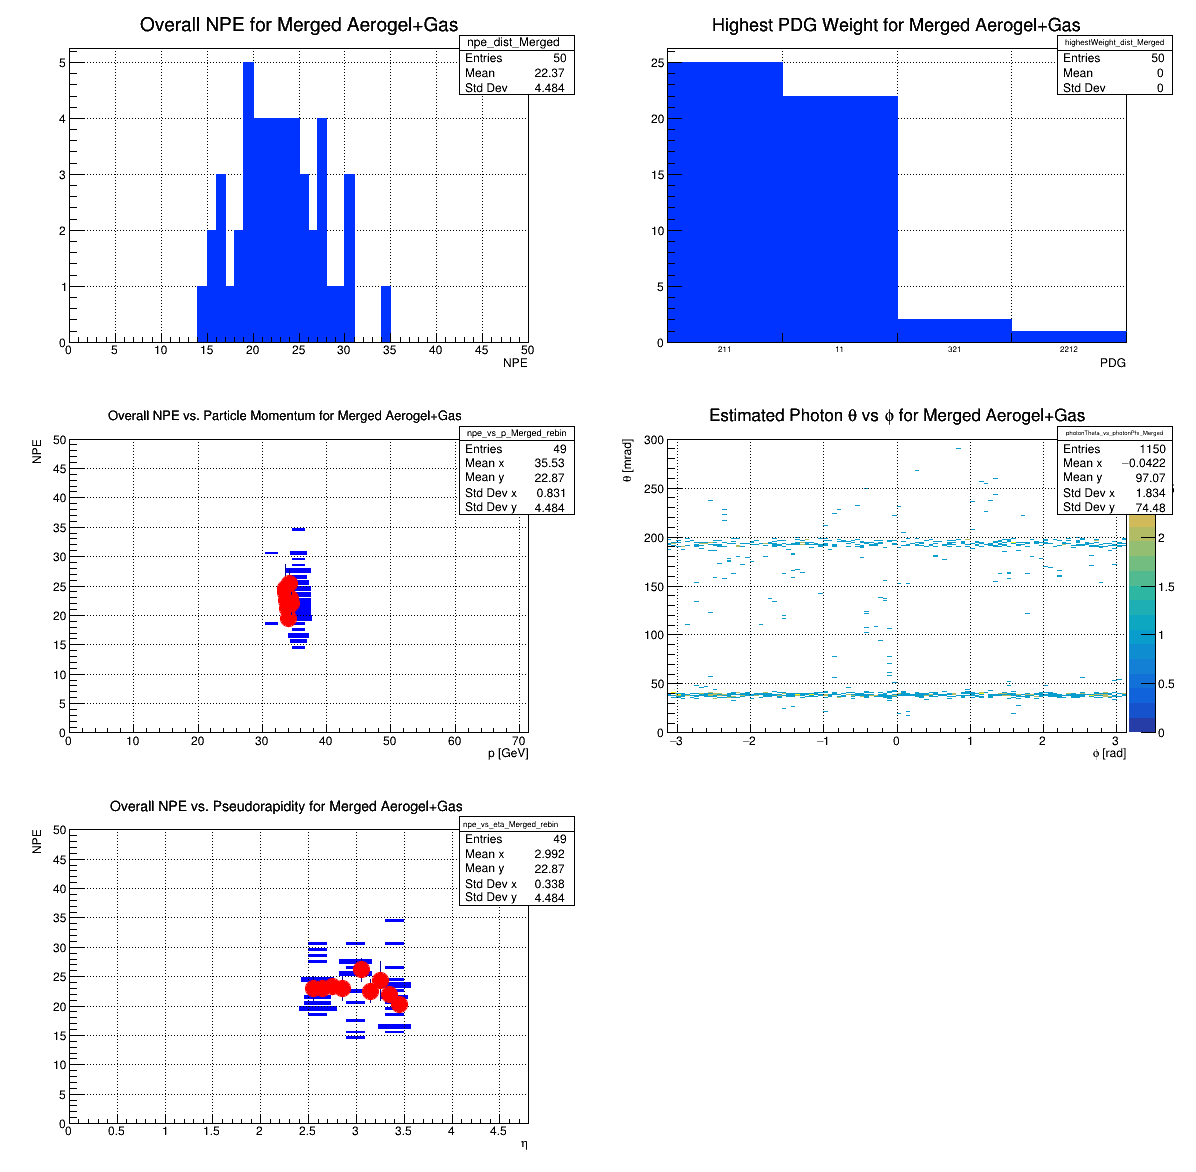 Overall NPE for Merged Aerogel+Gas
npe_dist_Merged
Entries 50
Mean 22.37
Std Dev 4.484
5
4
3
2
1
0
0 5 10 15 20 25 30 35 40 45 50
NPE
Highest PDG Weight for Merged Aerogel+Gas
highestWeight_dist_Merged
Entries 50
Mean 0
Std Dev 0
25
20
15
10
5
0
211 11 321 2212
PDG
Overall NPE vs. Particle Momentum for Merged Aerogel+Gas
npe_vs_p_Merged_rebin
Entries 49
Mean x 35.53
Mean y 22.87
Std Dev x 0.831
Std Dev y 4.484
NPE
50
45
40
35
30
25
20
15
10
5
0
0 10 20 30 40 50 60 70
p [GeV]
Estimated Photon θ vs ϕ for Merged Aerogel+Gas
photonTheta_vs_photonPhi_Merged
Entries 1150
Mean x −0.0422
Mean y 97.07
Std Dev x 1.834
Std Dev y 74.48
θ [mrad]
300
250
200
150
100
50
0
−3 −2 −1 0 1 2 3
ϕ [rad]
2
1.5
1
0.5
0
Overall NPE vs. Pseudorapidity for Merged Aerogel+Gas
npe_vs_eta_Merged_rebin
Entries 49
Mean x 2.992
Mean y 22.87
Std Dev x 0.338
Std Dev y 4.484
NPE
50
45
40
35
30
25
20
15
10
5
0
0 0.5 1 1.5 2 2.5 3 3.5 4 4.5
η